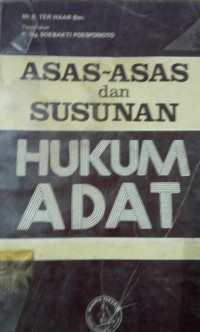 Mr B. TER HAAR Bzn
K. Ng. SOEBAKTI POESPONOTO
ASAS-ASAS
dan
SUSUNAN
HUKUM
ADAT